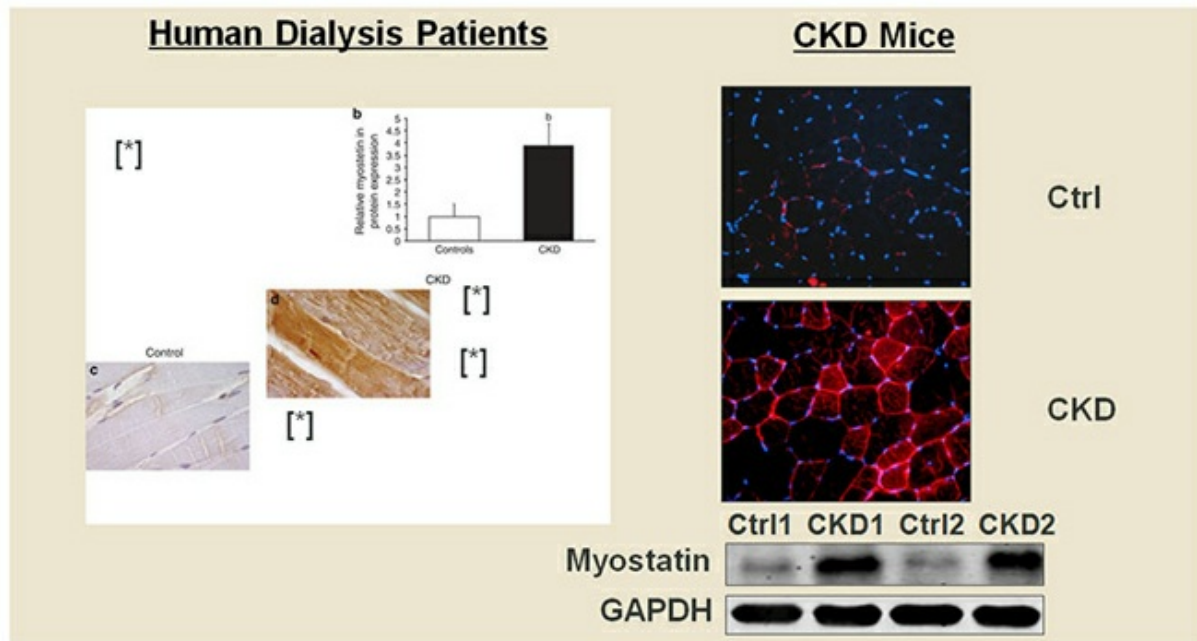 Human Dialysis Patients
CKD Mice
[*]
b
Relative myostetin in
protein expression
5
4.5
4
3.5
3
2.5
2
1.5
1
0.5
0
b
Controls
CKD
CKD
[*]
d
[*]
Control
c
[*]
Ctrl
CKD
Ctrl1 CKD1 Ctrl2 CKD2
Myostatin
GAPDH